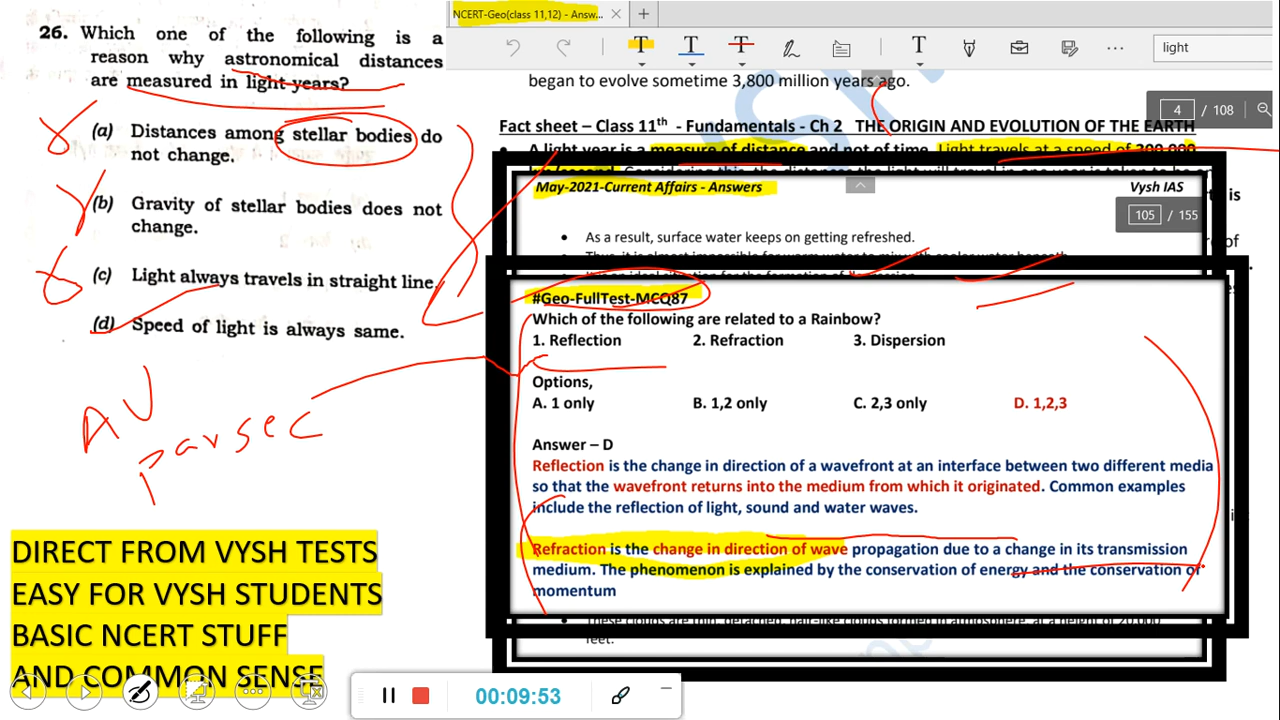 26. Which one of the following is a
reason why astronomical distances
are measured in light-years?
(a) Distances among stellar bodies do
not change.
(b) Gravity of stellar bodies does not
change.
(c) Light always travels in straight line.
(d) Speed of light is always same.
AU
parsec
DIRECT FROM VYSH TESTS
EASY FOR VYSH STUDENTS
BASIC NCERT STUFF
AND COMMON SENSE
NCERT-Geo(class 11,12) - Answ...
light
began to evolve sometime 3,800 million years ago.
4 / 108
Fact sheet – Class 11th - Fundamentals - Ch 2 THE ORIGIN AND EVOLUTION OF THE EARTH
• A light year is a measure of distance and not of time. Light travels at a speed of 300,000
May-2021-Current Affairs - Answers
Vysh IAS
105 / 155
• As a result, surface water keeps on getting refreshed.
#Geo-FullTest-MCQ87
Which of the following are related to a Rainbow?
1. Reflection 2. Refraction 3. Dispersion
Options,
A. 1 only B. 1,2 only C. 2,3 only D. 1,2,3
Answer – D
Reflection is the change in direction of a wavefront at an interface between two different media
so that the wavefront returns into the medium from which it originated. Common examples
include the reflection of light, sound and water waves.
Refraction is the change in direction of wave propagation due to a change in its transmission
medium. The phenomenon is explained by the conservation of energy and the conservation of
momentum
feet.
00:09:53